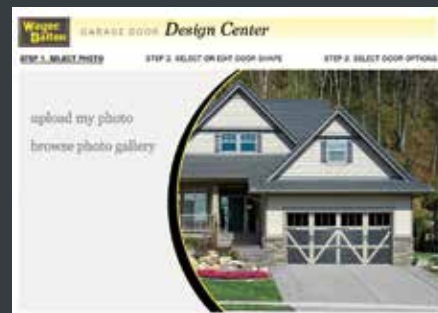 Wayne
Dalton
GARAGE DOOR Design Center
STEP 1. SELECT PHOTO
STEP 2. SELECT OR EDIT DOOR SHAPE
STEP 3. SELECT DOOR OPTIONS
upload my photo
browse photo gallery